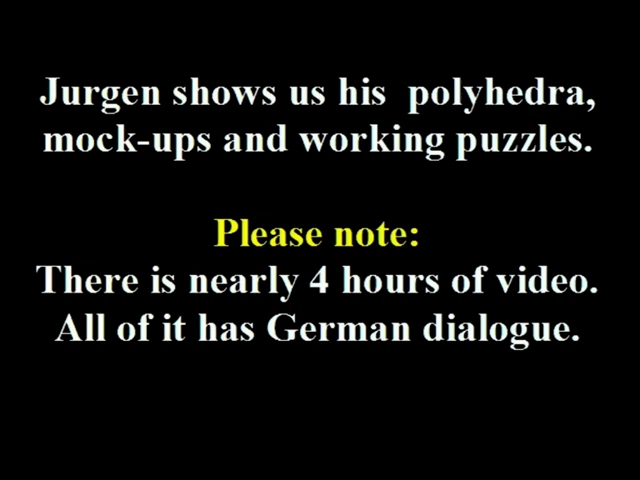 Jurgen shows us his  polyhedra,
mock-ups and working puzzles.
Please note:
There is nearly 4 hours of video.
All of it has German dialogue.